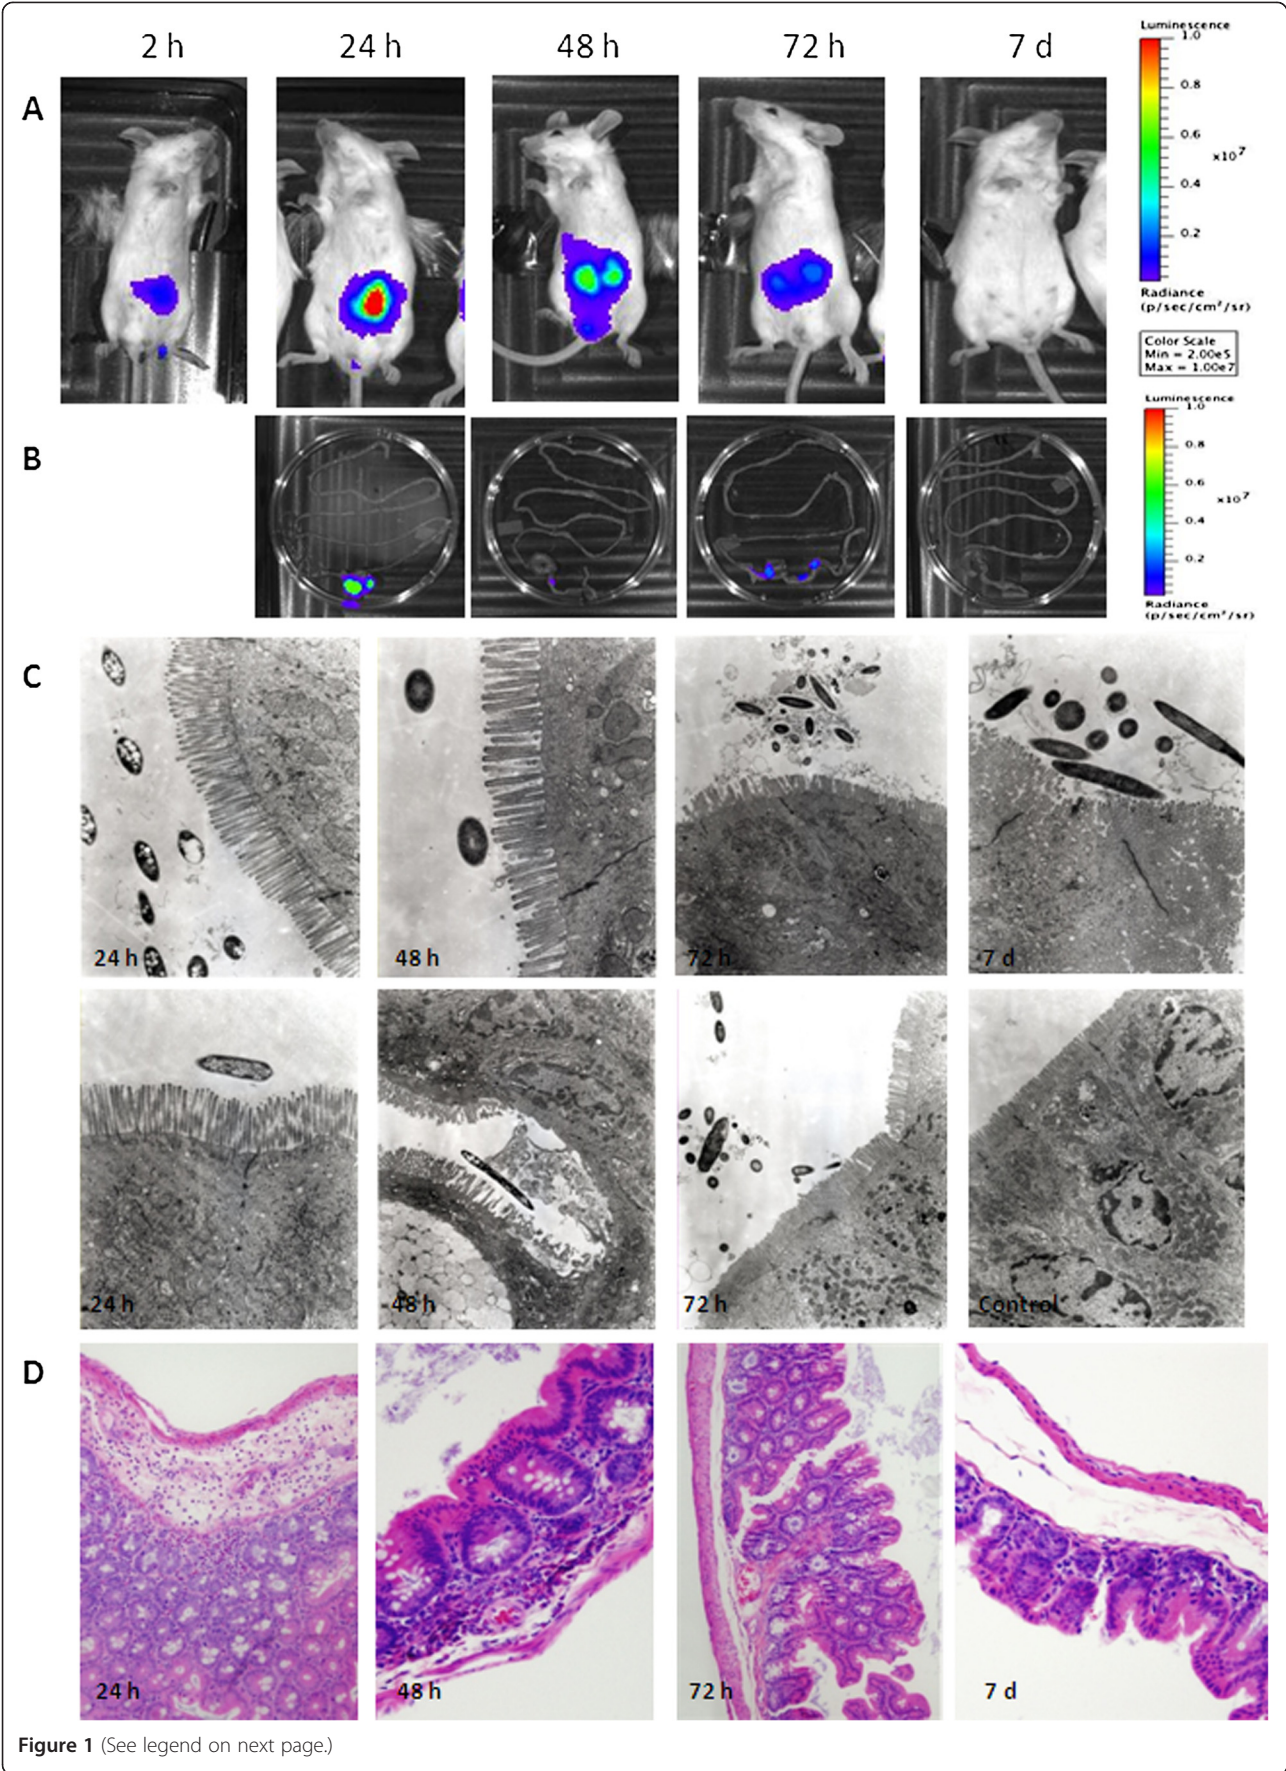 2 h
24 h
48 h
72 h
7 d
Luminescence
A
1.0
0.8
0.6
×10⁷
0.4
0.2
Radiance
(p/sec/cm²/sr)
Color Scale
Min = 2.00e5
Max = 1.00e7
B
Luminescence
1.0
0.8
0.6
×10⁷
0.4
0.2
Radiance
(p/sec/cm²/sr)
C
24 h
48 h
72 h
7 d
24 h
48 h
72 h
Control
D
24 h
48 h
72 h
7 d
Figure 1 (See legend on next page.)